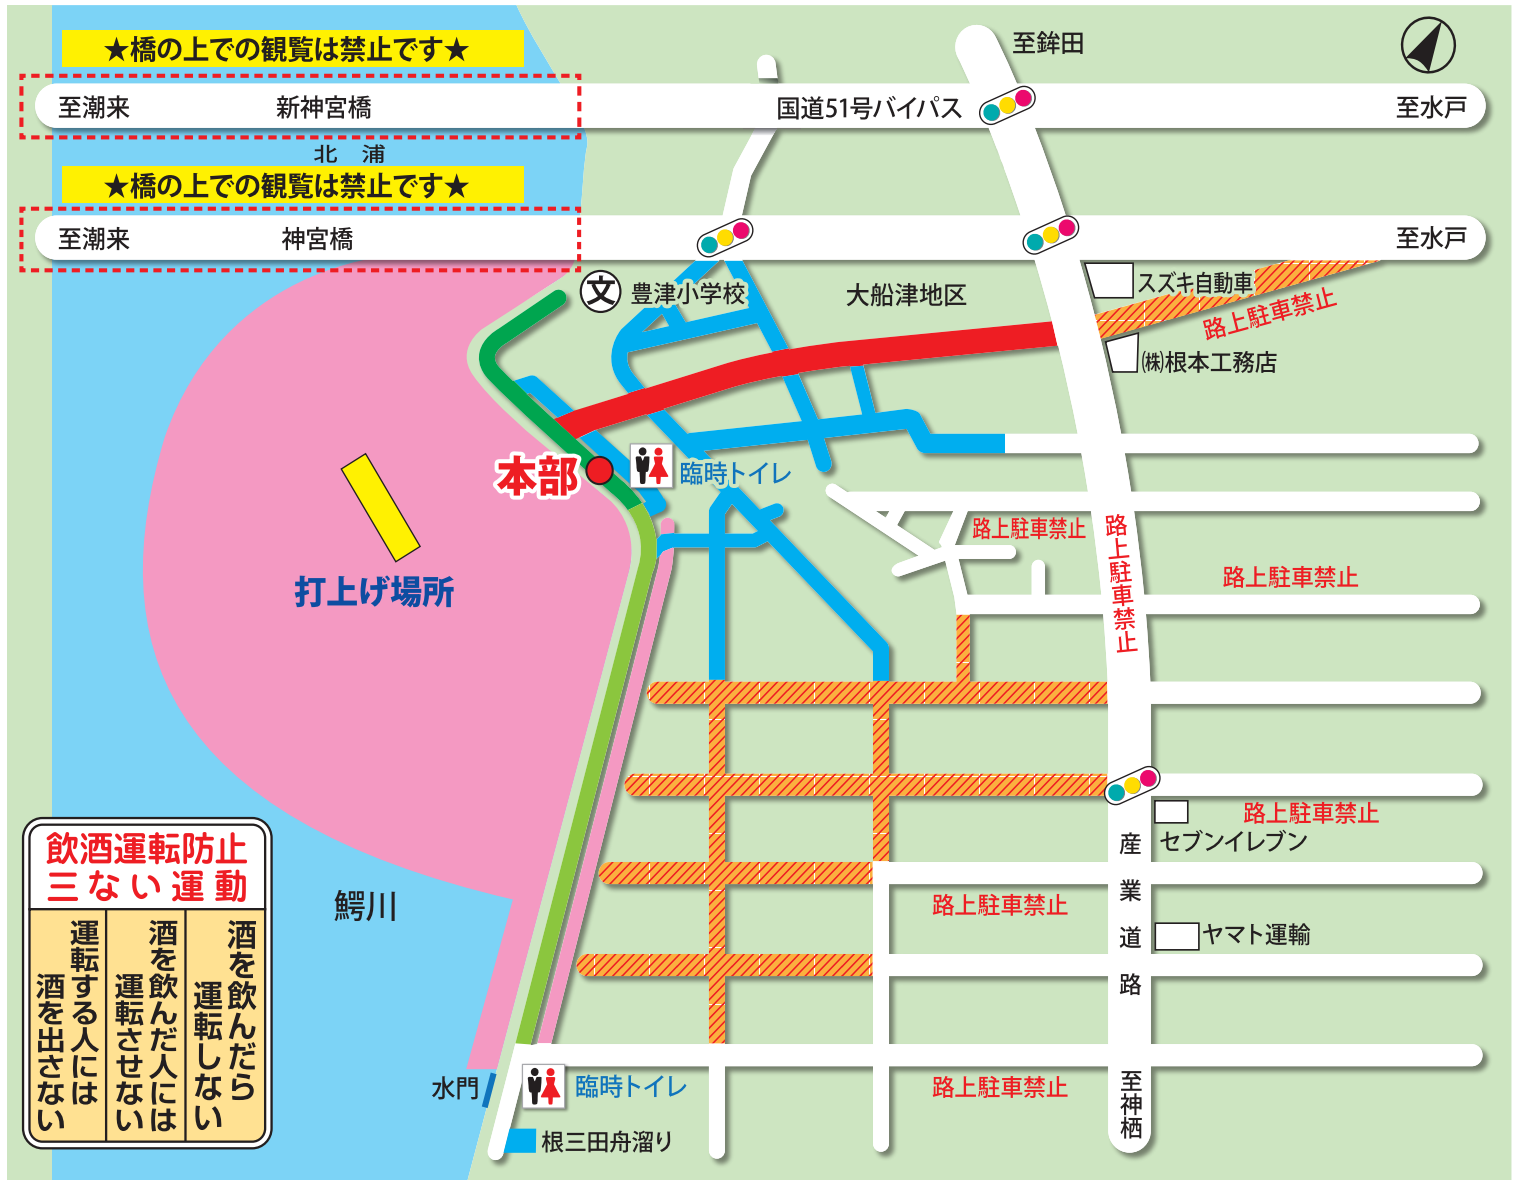 ★橋の上での観覧は禁止です★
至鉾田
至潮来
新神宮橋
国道51号バイパス
至水戸
北 浦
★橋の上での観覧は禁止です★
至潮来
神宮橋
至水戸
文
豊津小学校
大船津地区
スズキ自動車
路上駐車禁止
㈱根本工務店
本部
臨時トイレ
路上駐車禁止
路上駐車禁止
路上駐車禁止
打上げ場所
路上駐車禁止
産業道路
セブンイレブン
飲酒運転防止
三ない運動
酒を飲んだら
運転しない
酒を飲んだ人には
運転させない
運転する人には
酒を出さない
鰐川
路上駐車禁止
ヤマト運輸
水門
臨時トイレ
路上駐車禁止
至神栖
根三田舟溜り